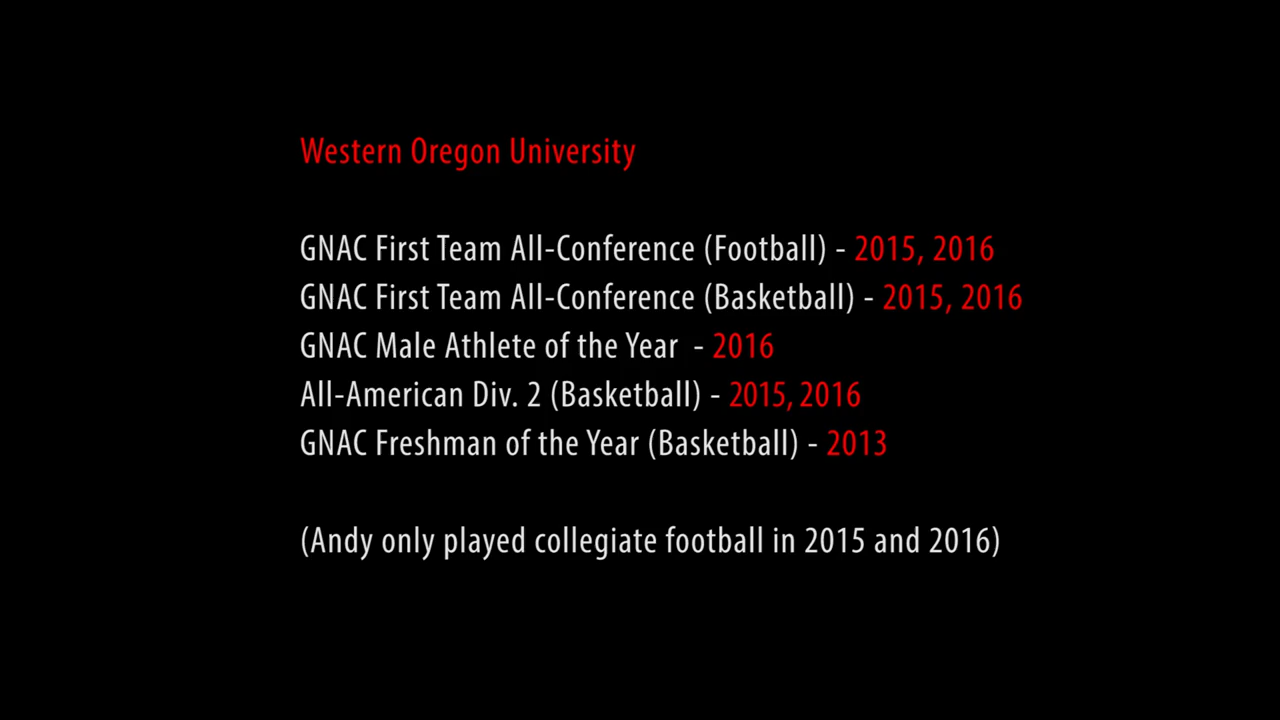 Western Oregon University
GNAC First Team All-Conference (Football) - 2015, 2016
GNAC First Team All-Conference (Basketball) - 2015, 2016
GNAC Male Athlete of the Year - 2016
All-American Div. 2 (Basketball) - 2015, 2016
GNAC Freshman of the Year (Basketball) - 2013
(Andy only played collegiate football in 2015 and 2016)